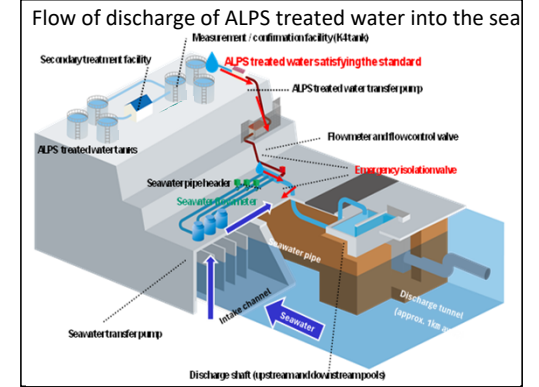 Flow of discharge of ALPS treated water into the sea
Measurement / confirmation facility (K4 tank)
Secondary treatment facility
ALPS treated water satisfying the standard
ALPS treated water transfer pump
Flowmeter and flow control valve
ALPS treated water tanks
Emergency isolation valve
Seawater pipe header
Seawater
Seawater pipe
Discharge tunnel
(approx. 1km
Intake channel
Seawater
Seawater transfer pump
Discharge shaft (upstream and downstream pools)